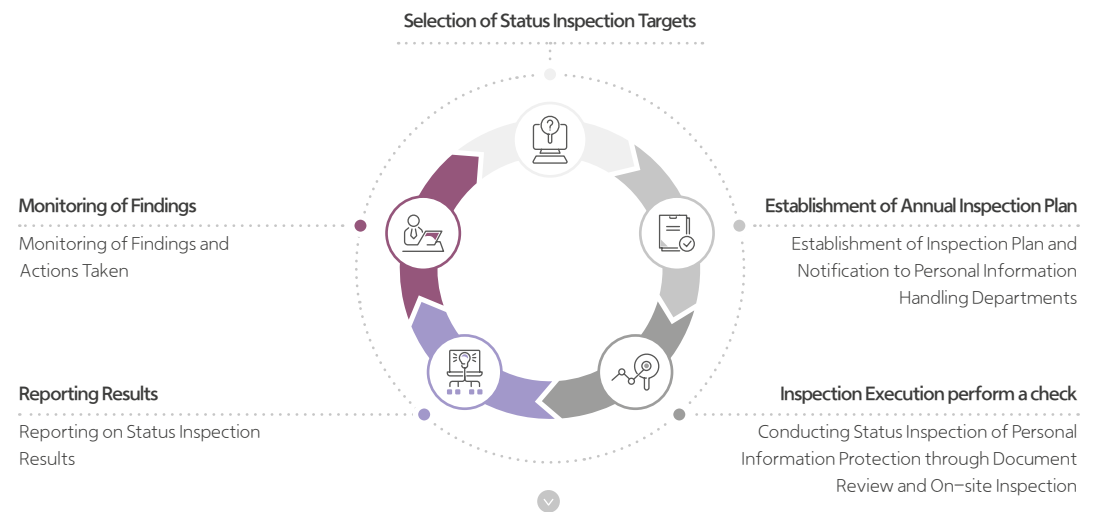 Selection of Status Inspection Targets
Establishment of Annual Inspection Plan
Establishment of Inspection Plan and
Notification to Personal Information
Handling Departments
Inspection Execution perform a check
Conducting Status Inspection of Personal
Information Protection through Document
Review and On-site Inspection
Reporting Results
Reporting on Status Inspection
Results
Monitoring of Findings
Monitoring of Findings and
Actions Taken
?